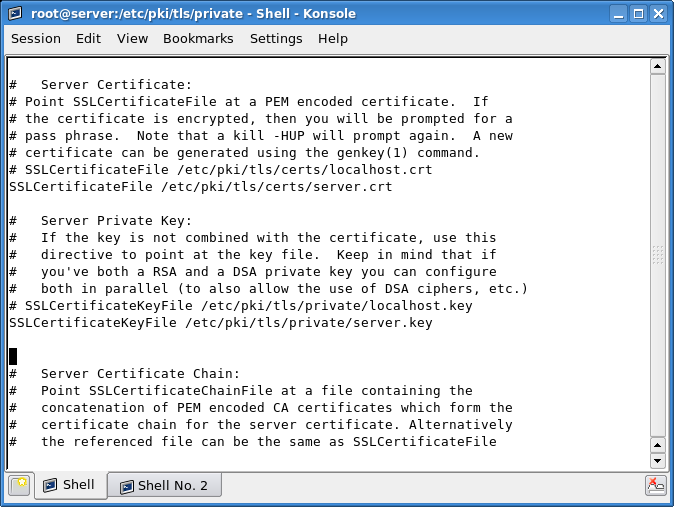 root@server:/etc/pki/tls/private - Shell - Konsole
Session Edit View Bookmarks Settings Help
#   Server Certificate:
# Point SSLCertificateFile at a PEM encoded certificate.  If
# the certificate is encrypted, then you will be prompted for a
# pass phrase.  Note that a kill -HUP will prompt again.  A new
# certificate can be generated using the genkey(1) command.
# SSLCertificateFile /etc/pki/tls/certs/localhost.crt
SSLCertificateFile /etc/pki/tls/certs/server.crt
#   Server Private Key:
#   If the key is not combined with the certificate, use this
#   directive to point at the key file.  Keep in mind that if
#   you've both a RSA and a DSA private key you can configure
#   both in parallel (to also allow the use of DSA ciphers, etc.)
# SSLCertificateKeyFile /etc/pki/tls/private/localhost.key
SSLCertificateKeyFile /etc/pki/tls/private/server.key
#   Server Certificate Chain:
#   Point SSLCertificateChainFile at a file containing the
#   concatenation of PEM encoded CA certificates which form the
#   certificate chain for the server certificate. Alternatively
#   the referenced file can be the same as SSLCertificateFile
Shell Shell No. 2